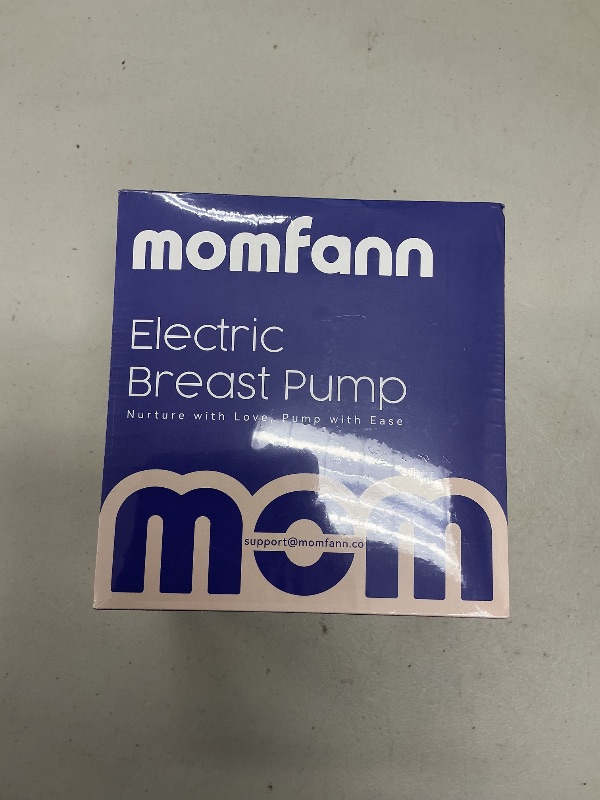 momfann
Electric
Breast Pump
Nurture with Love, Pump with Ease
mom
support@momfann.co